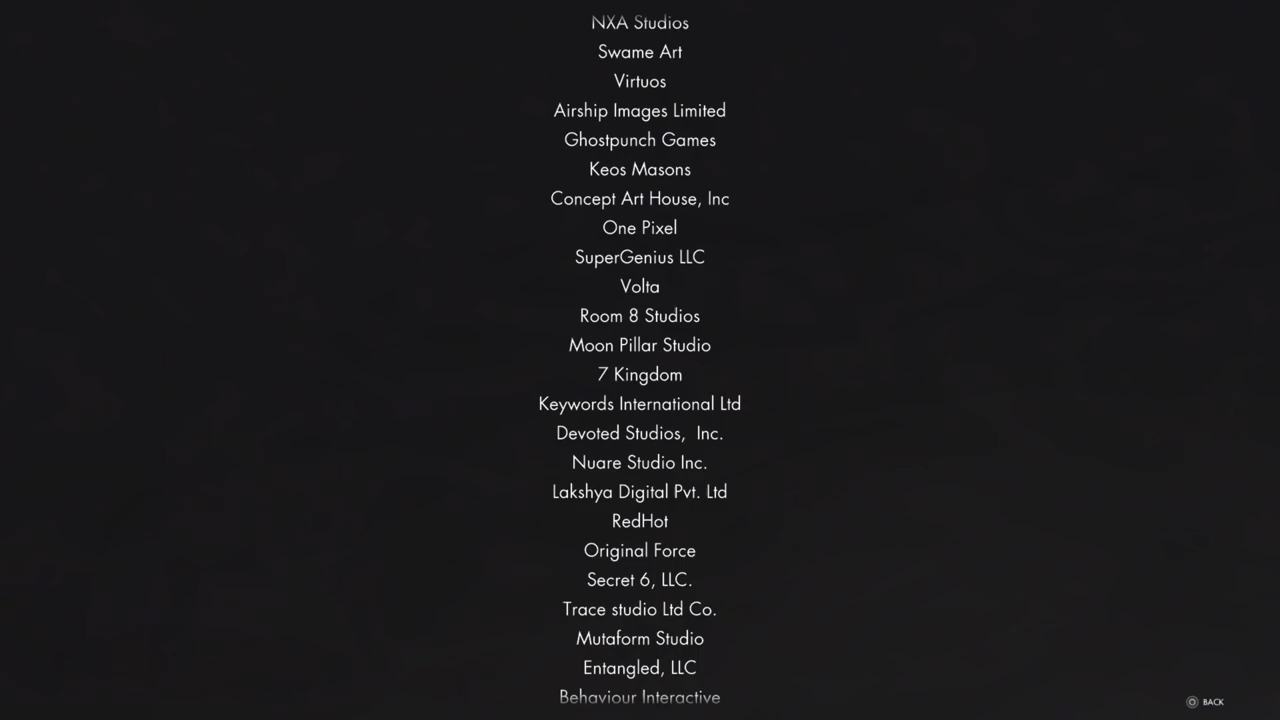 NXA Studios
Swame Art
Virtuos
Airship Images Limited
Ghostpunch Games
Keos Masons
Concept Art House, Inc
One Pixel
SuperGenius LLC
Volta
Room 8 Studios
Moon Pillar Studio
7 Kingdom
Keywords International Ltd
Devoted Studios,  Inc.
Nuare Studio Inc.
Lakshya Digital Pvt. Ltd
RedHot
Original Force
Secret 6, LLC.
Trace studio Ltd Co.
Mutaform Studio
Entangled, LLC
Behaviour Interactive
BACK